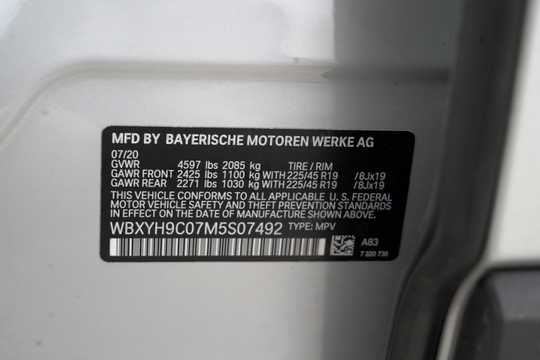 MFD BY BAYERISCHE MOTOREN WERKE AG
07/20
GVWR 4597 lbs 2085 kg TIRE / RIM
GAWR FRONT 2425 lbs 1100 kg WITH 225/45 R19 /8Jx19
GAWR REAR 2271 lbs 1030 kg WITH 225/45 R19 /8Jx19
THIS VEHICLE CONFORMS TO ALL APPLICABLE U. S. FEDERAL
MOTOR VEHICLE SAFETY, BUMPER, AND THEFT PREVENTION
STANDARDS IN EFFECT ON THE DATE OF MANUFACTURE SHOWN ABOVE.
WBXYH9C07M5S07492 TYPE: MPV
A83